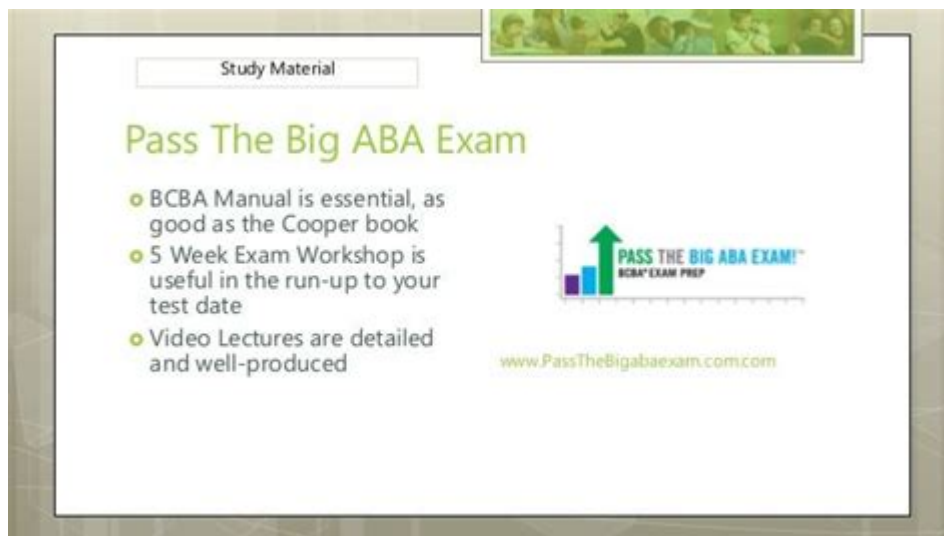 Study Material
Pass The Big ABA Exam
BCBA Manual is essential, as
good as the Cooper book
5 Week Exam Workshop is
useful in the run-up to your
test date
Video Lectures are detailed
and well-produced
PASS THE BIG ABA EXAM!™
BCBA® EXAM PREP
www.PassTheBigabaexam.com.com